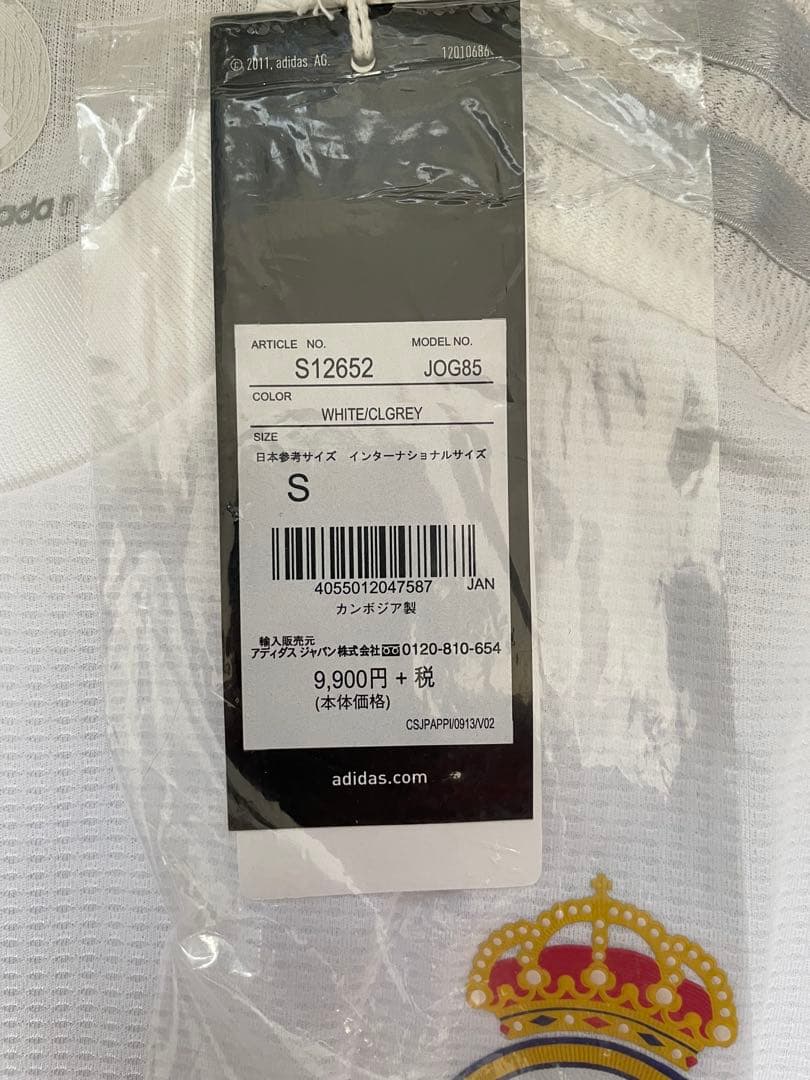 © 2011, adidas AG.
12010686
ARTICLE NO.
MODEL NO.
S12652
JOG85
COLOR
WHITE/CLGREY
SIZE
日本参考サイズ インターナショナルサイズ
S
4055012047587 JAN
カンボジア製
輸入販売元
アディダス ジャパン株式会社 0120-810-654
9,900円 + 税
(本体価格)
CSJPAPPI/0913/V02
adidas.com